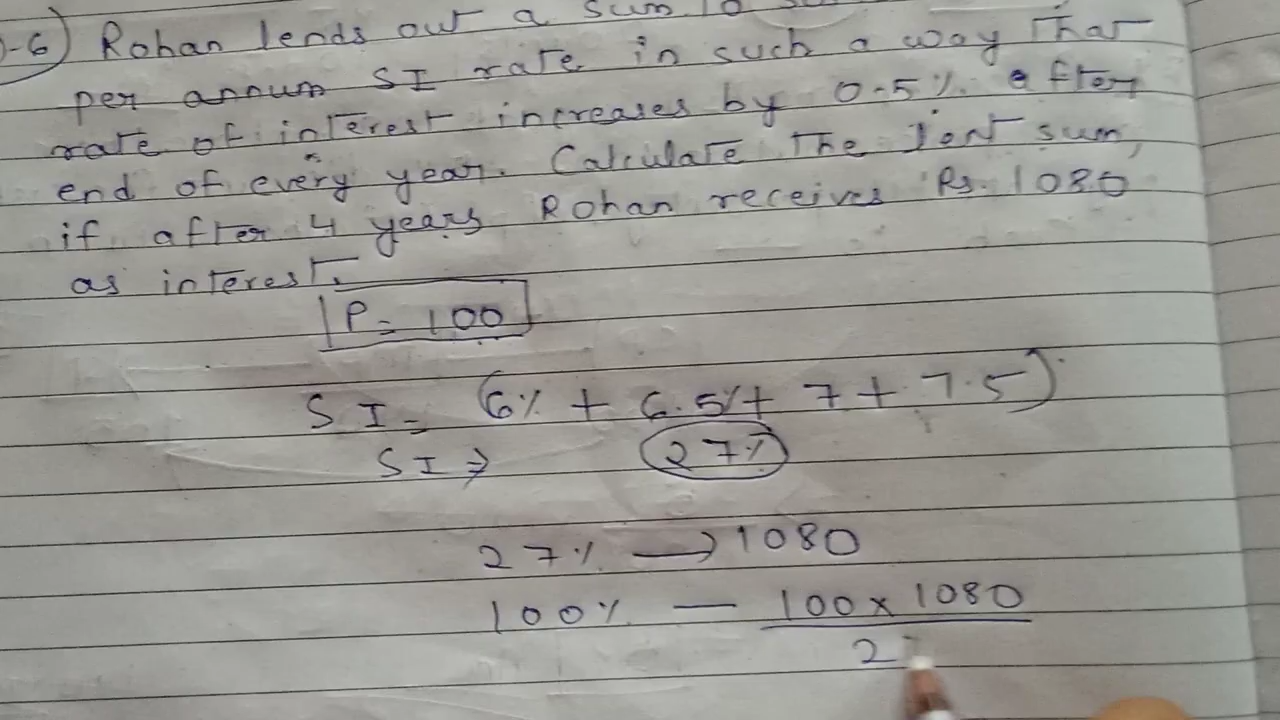 -6) Rohan lends out a sum to
per annum SI rate in such a way that
rate of interest increases by 0.5% after
end of every year. Calculate the lent sum,
if after 4 years Rohan receives Rs. 1080
as interest.
P = 100
SI = (6% + 6.5% + 7 + 7.5)
SI ⇒ 27%
27% → 1080
100% — 100 x 1080
2